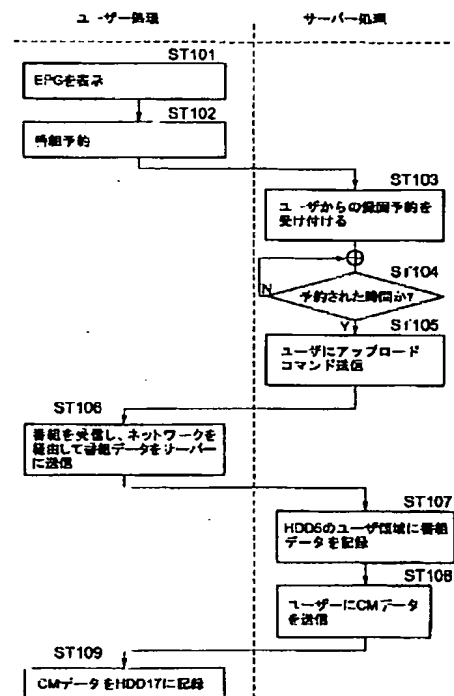 ユーザー処理
サーバー処理
ST101
EPGを表示
ST102
番組予約
ST103
ユーザからの録画予約を
受け付ける
ST104
予約された時間か?
N
Y
ST105
ユーザにアップロード
コマンド送信
ST106
番組を受信し、ネットワークを
経由して番組データをサーバー
に送信
ST107
HDD5のユーザ領域に番組
データを記録
ST108
ユーザーにCMデータ
を送信
ST109
CMデータをHDD17に記録